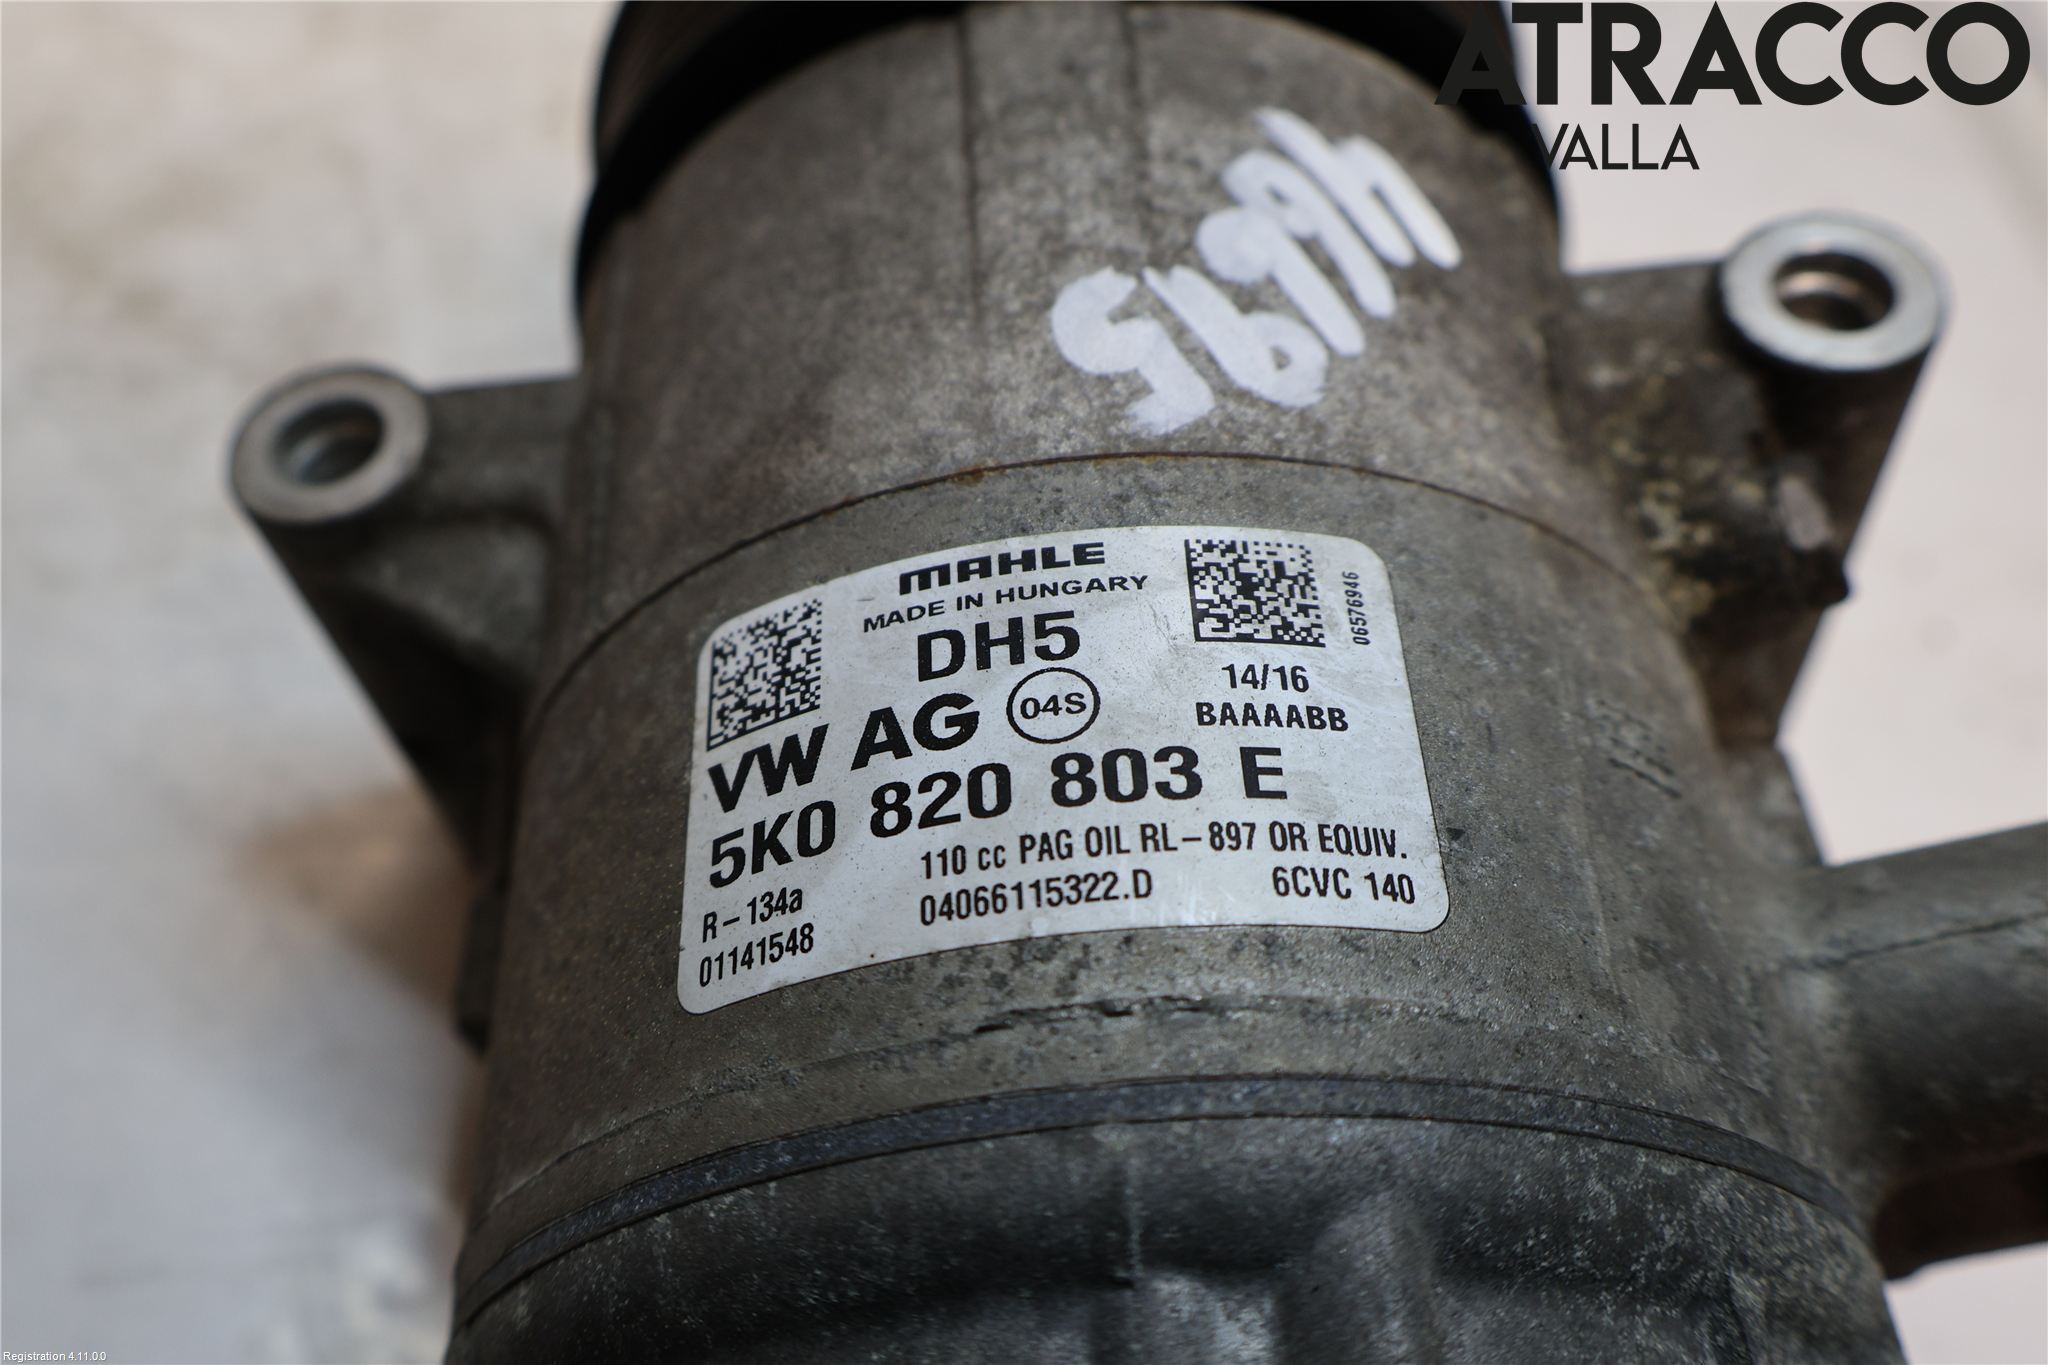 ATRACCO
VALLA
MAHLE
MADE IN HUNGARY
DH5
06576946
14/16
BAAAABB
VW AG 04S
5K0 820 803 E
110 cc PAG OIL RL-897 OR EQUIV.
R-134a
04066115322.D
6CVC 140
01141548
Registration 4.11.0.0